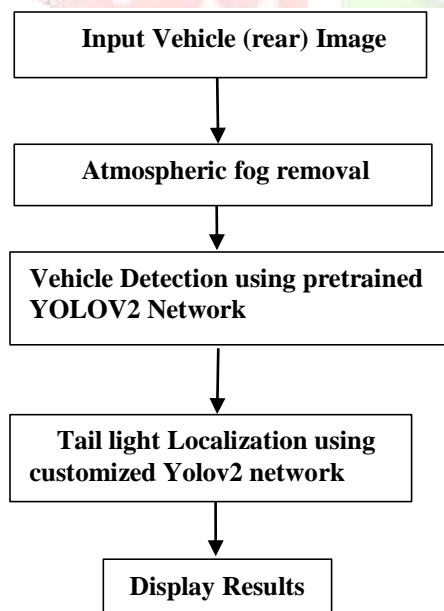 Input Vehicle (rear) Image
Atmospheric fog removal
Vehicle Detection using pretrained
YOLOV2 Network
Tail light Localization using
customized Yolov2 network
Display Results